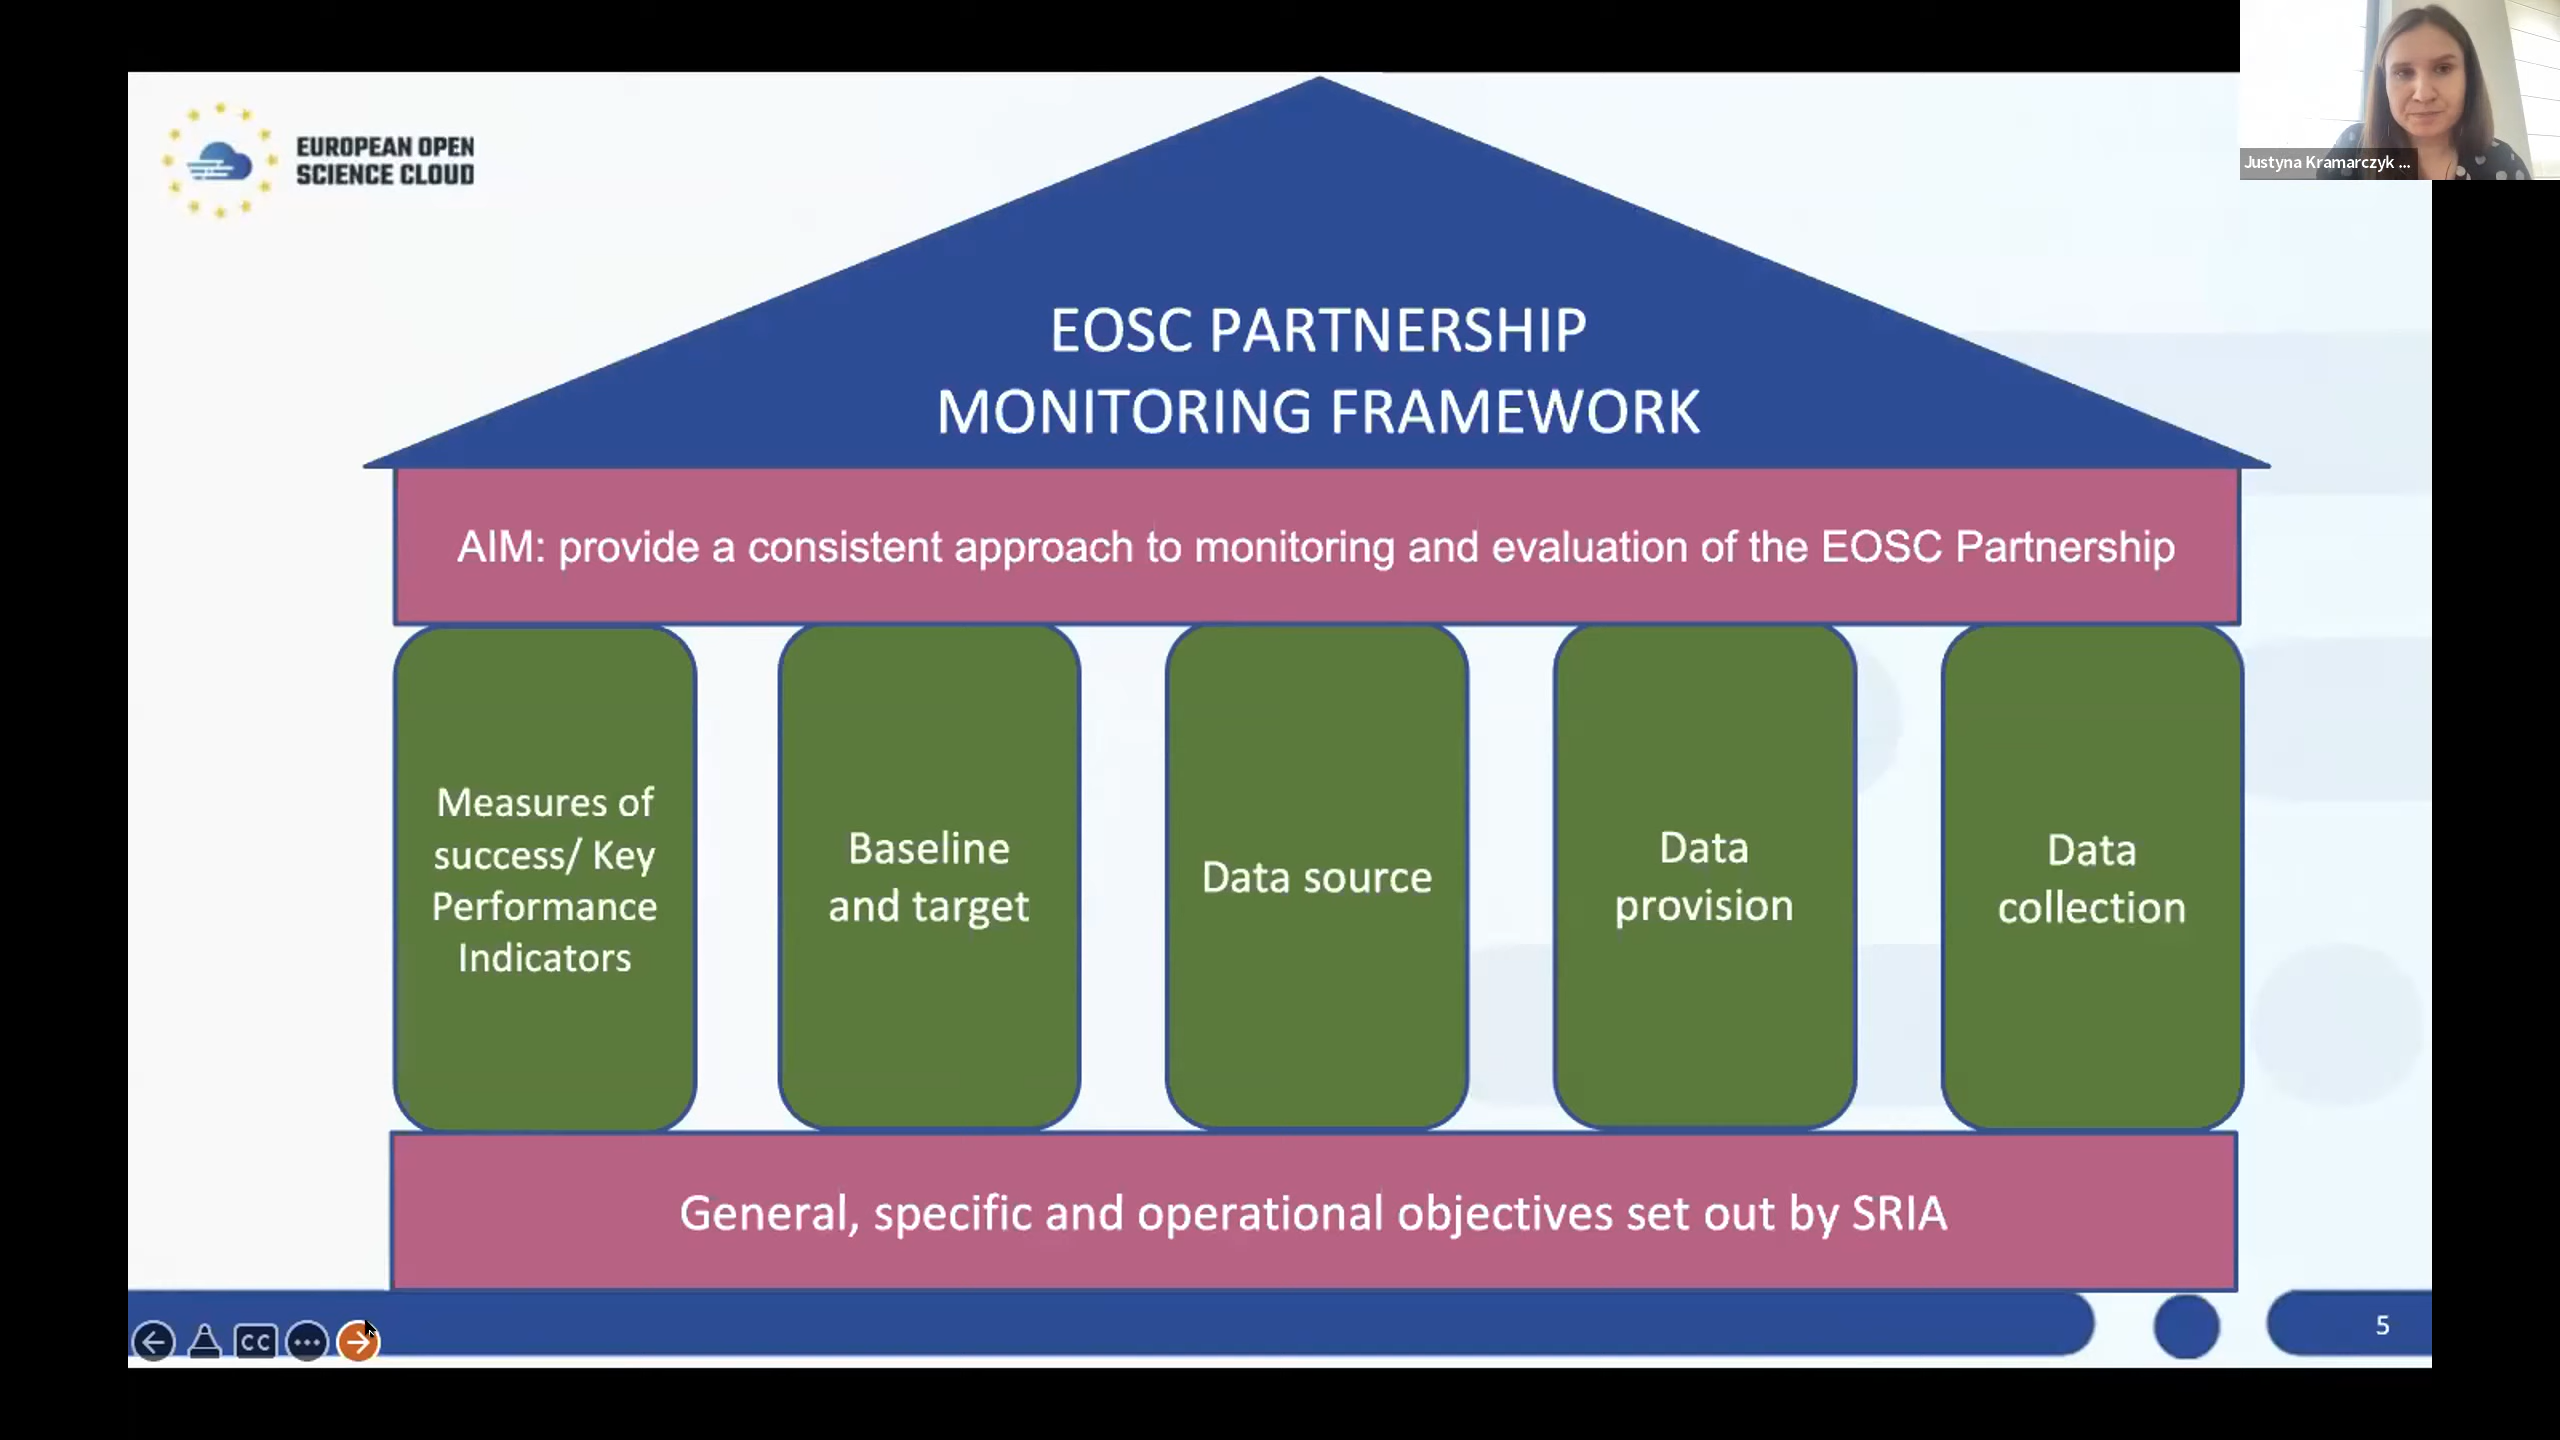 EUROPEAN OPEN
SCIENCE CLOUD
Justyna Kramarczyk ...
EOSC PARTNERSHIP
MONITORING FRAMEWORK
AIM: provide a consistent approach to monitoring and evaluation of the EOSC Partnership
Measures of
success/ Key
Performance
Indicators
Baseline
and target
Data source
Data
provision
Data
collection
General, specific and operational objectives set out by SRIA
CC
5